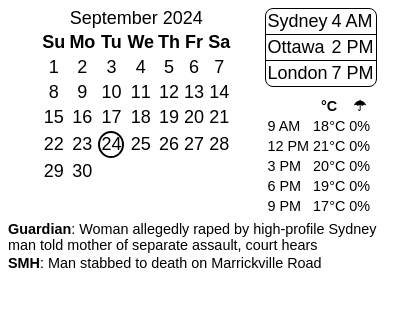 September 2024
Su Mo Tu We Th Fr Sa
1 2 3 4 5 6 7
8 9 10 11 12 13 14
15 16 17 18 19 20 21
22 23 24 25 26 27 28
29 30
Sydney 4 AM
Ottawa 2 PM
London 7 PM
°C ☂
9 AM 18°C 0%
12 PM 21°C 0%
3 PM 20°C 0%
6 PM 19°C 0%
9 PM 17°C 0%
Guardian: Woman allegedly raped by high-profile Sydney
man told mother of separate assault, court hears
SMH: Man stabbed to death on Marrickville Road